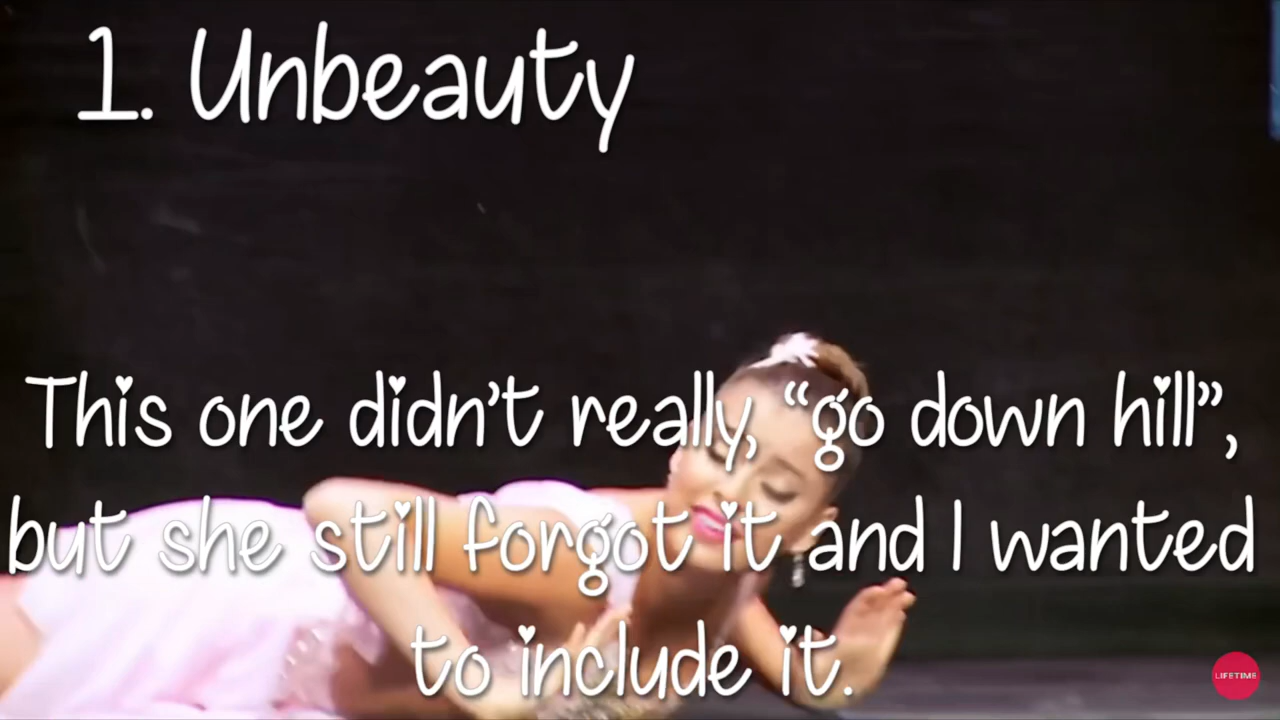 1. Unbeauty
This one didn't really, “go down hill”,
but she still forgot it and I wanted
to include it.
LIFETIME